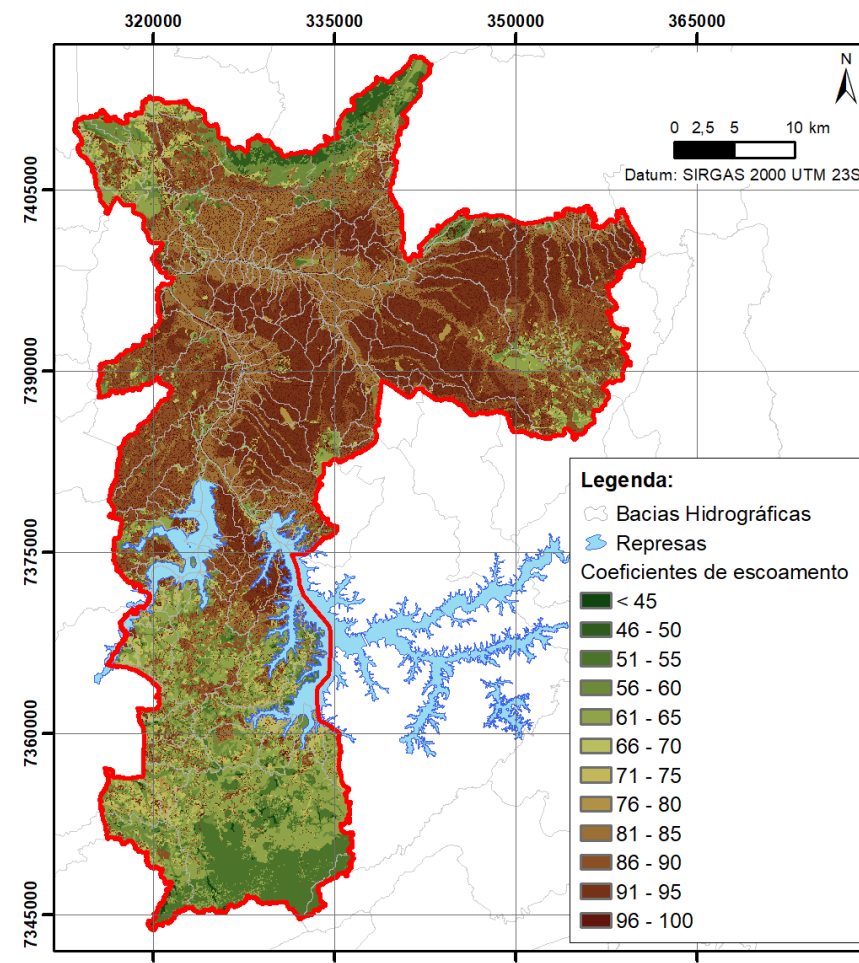 320000 335000 350000 365000
N
0 2,5 5 10 km
Datum: SIRGAS 2000 UTM 23S
7405000
7390000
7375000
7360000
7345000
Legenda:
Bacias Hidrográficas
Represas
Coeficientes de escoamento
< 45
46 - 50
51 - 55
56 - 60
61 - 65
66 - 70
71 - 75
76 - 80
81 - 85
86 - 90
91 - 95
96 - 100